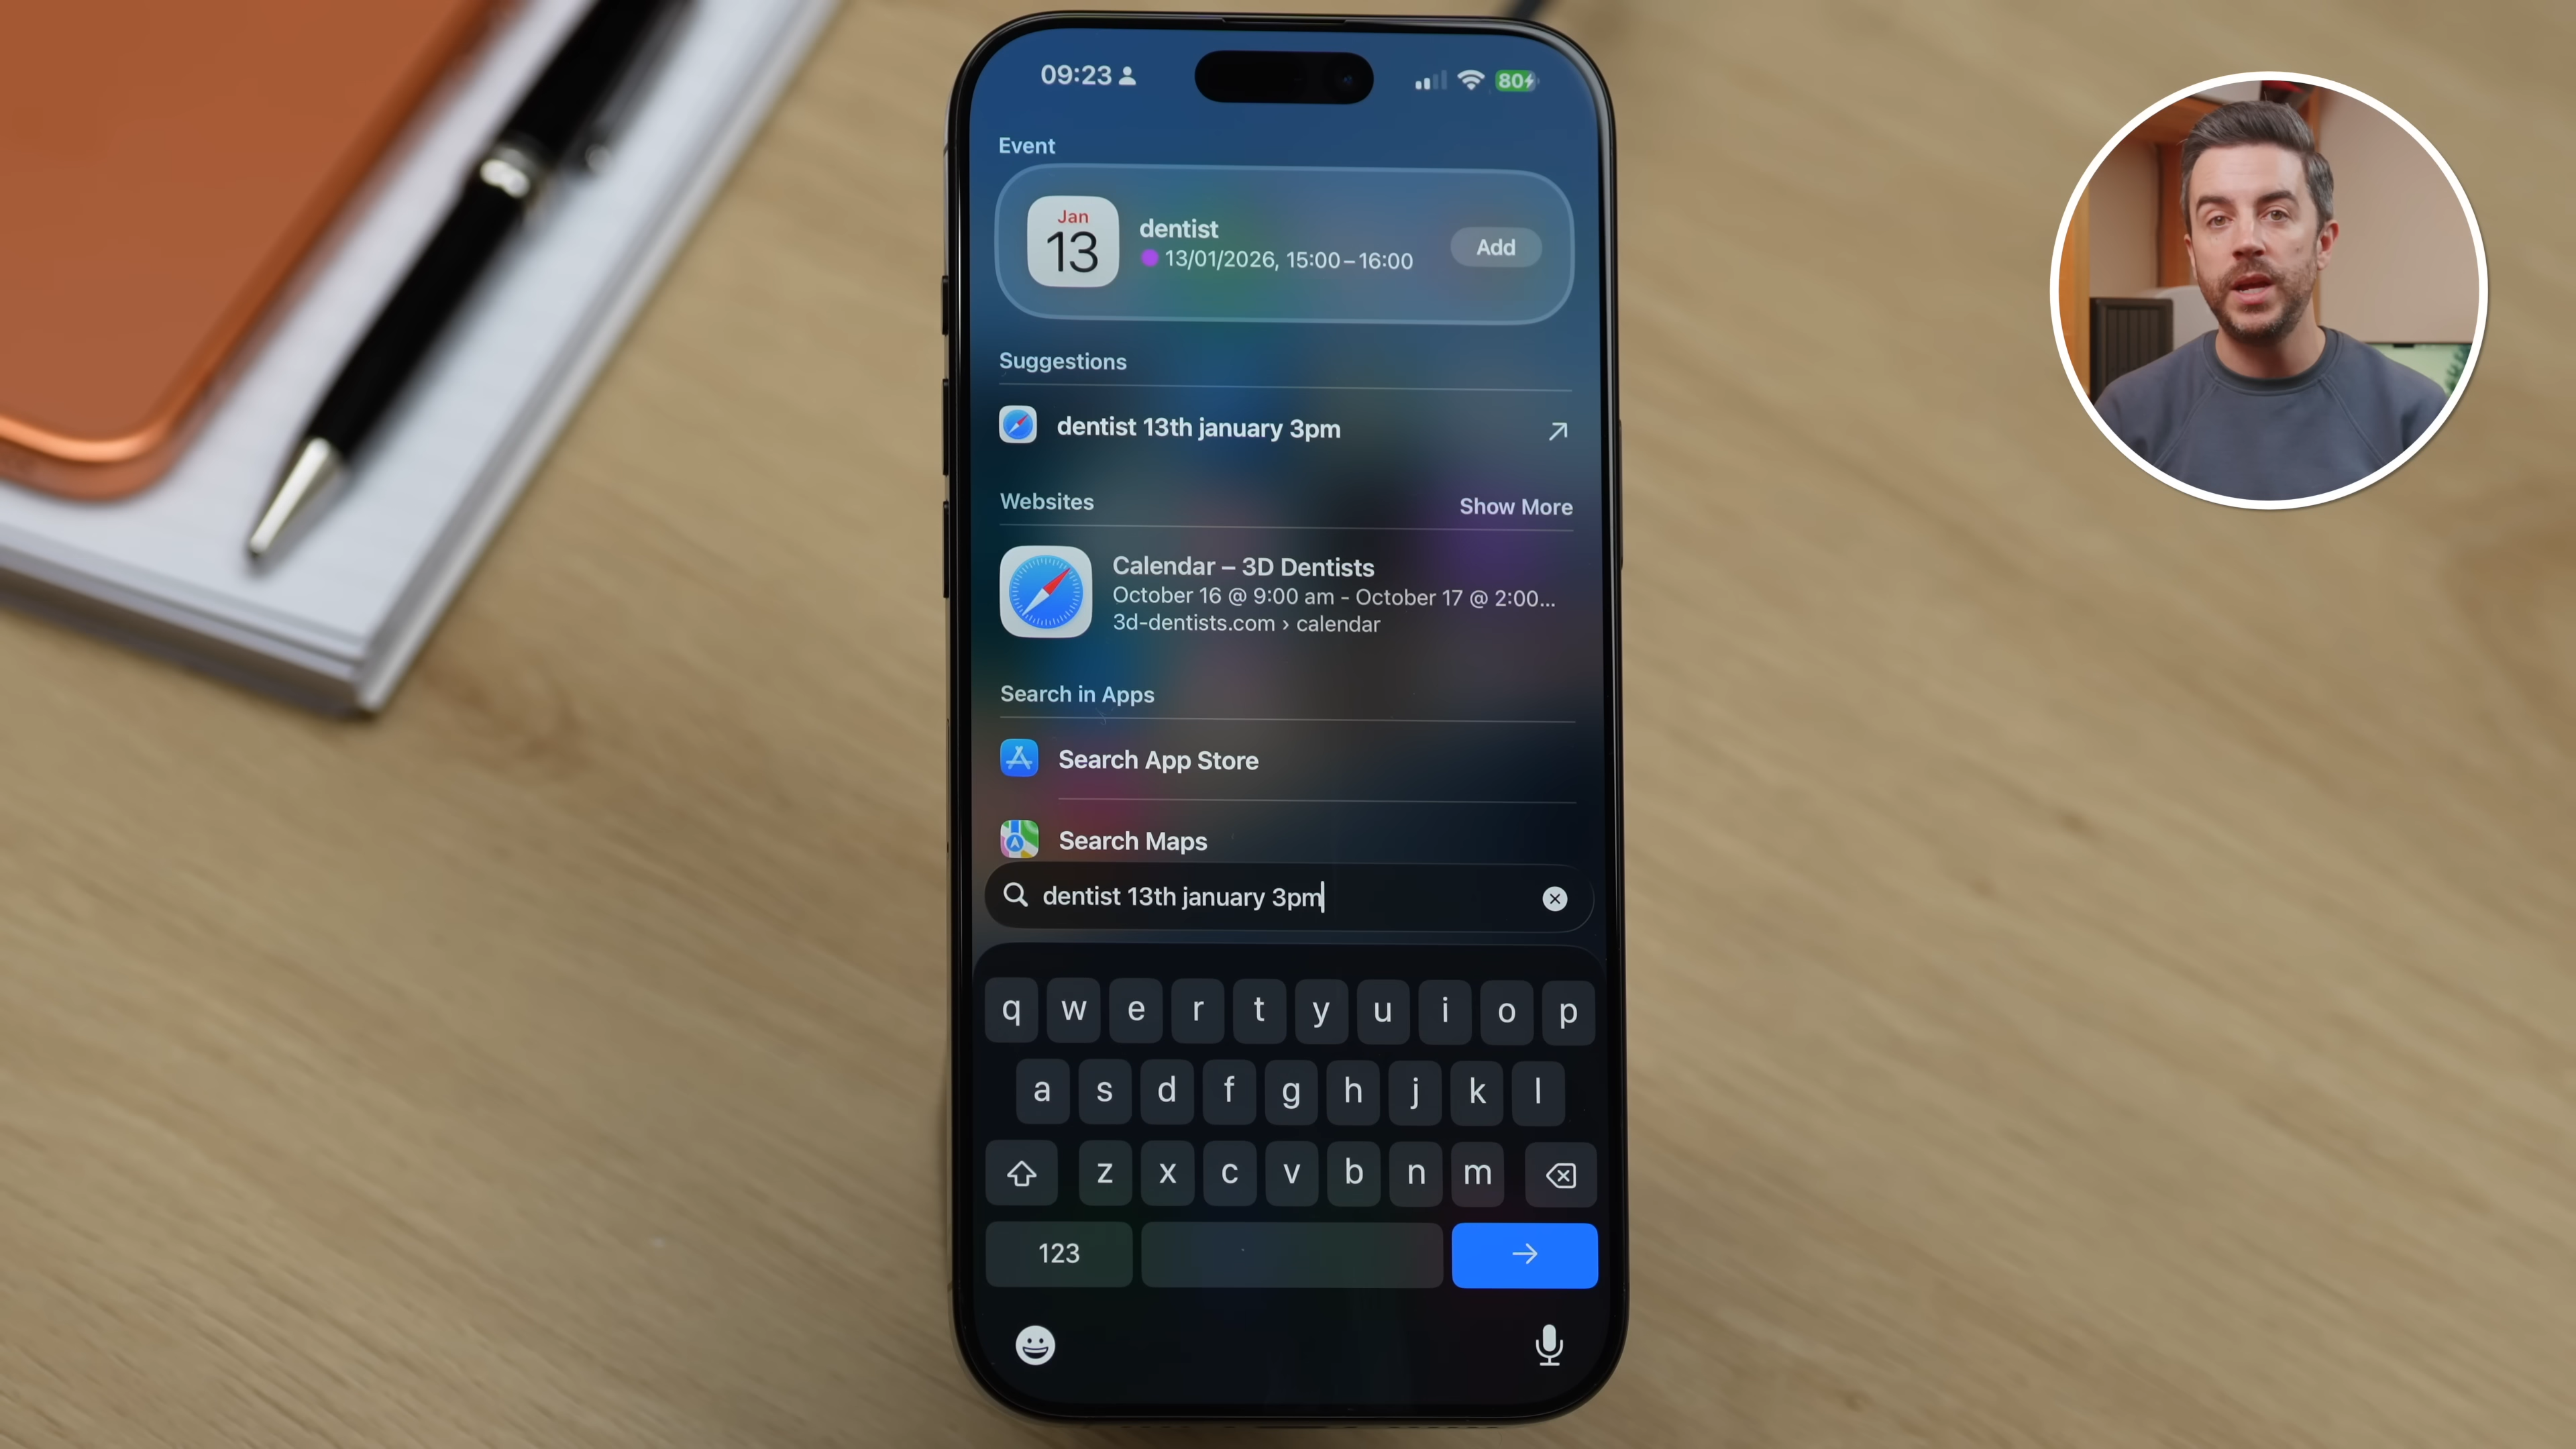 09:23
80
Event
Jan
13
dentist
13/01/2026, 15:00–16:00
Add
Suggestions
dentist 13th january 3pm
Websites
Show More
Calendar – 3D Dentists
October 16 @ 9:00 am - October 17 @ 2:00...
3d-dentists.com › calendar
Search in Apps
Search App Store
Search Maps
dentist 13th january 3pm
q w e r t y u i o p
a s d f g h j k l
z x c v b n m
123